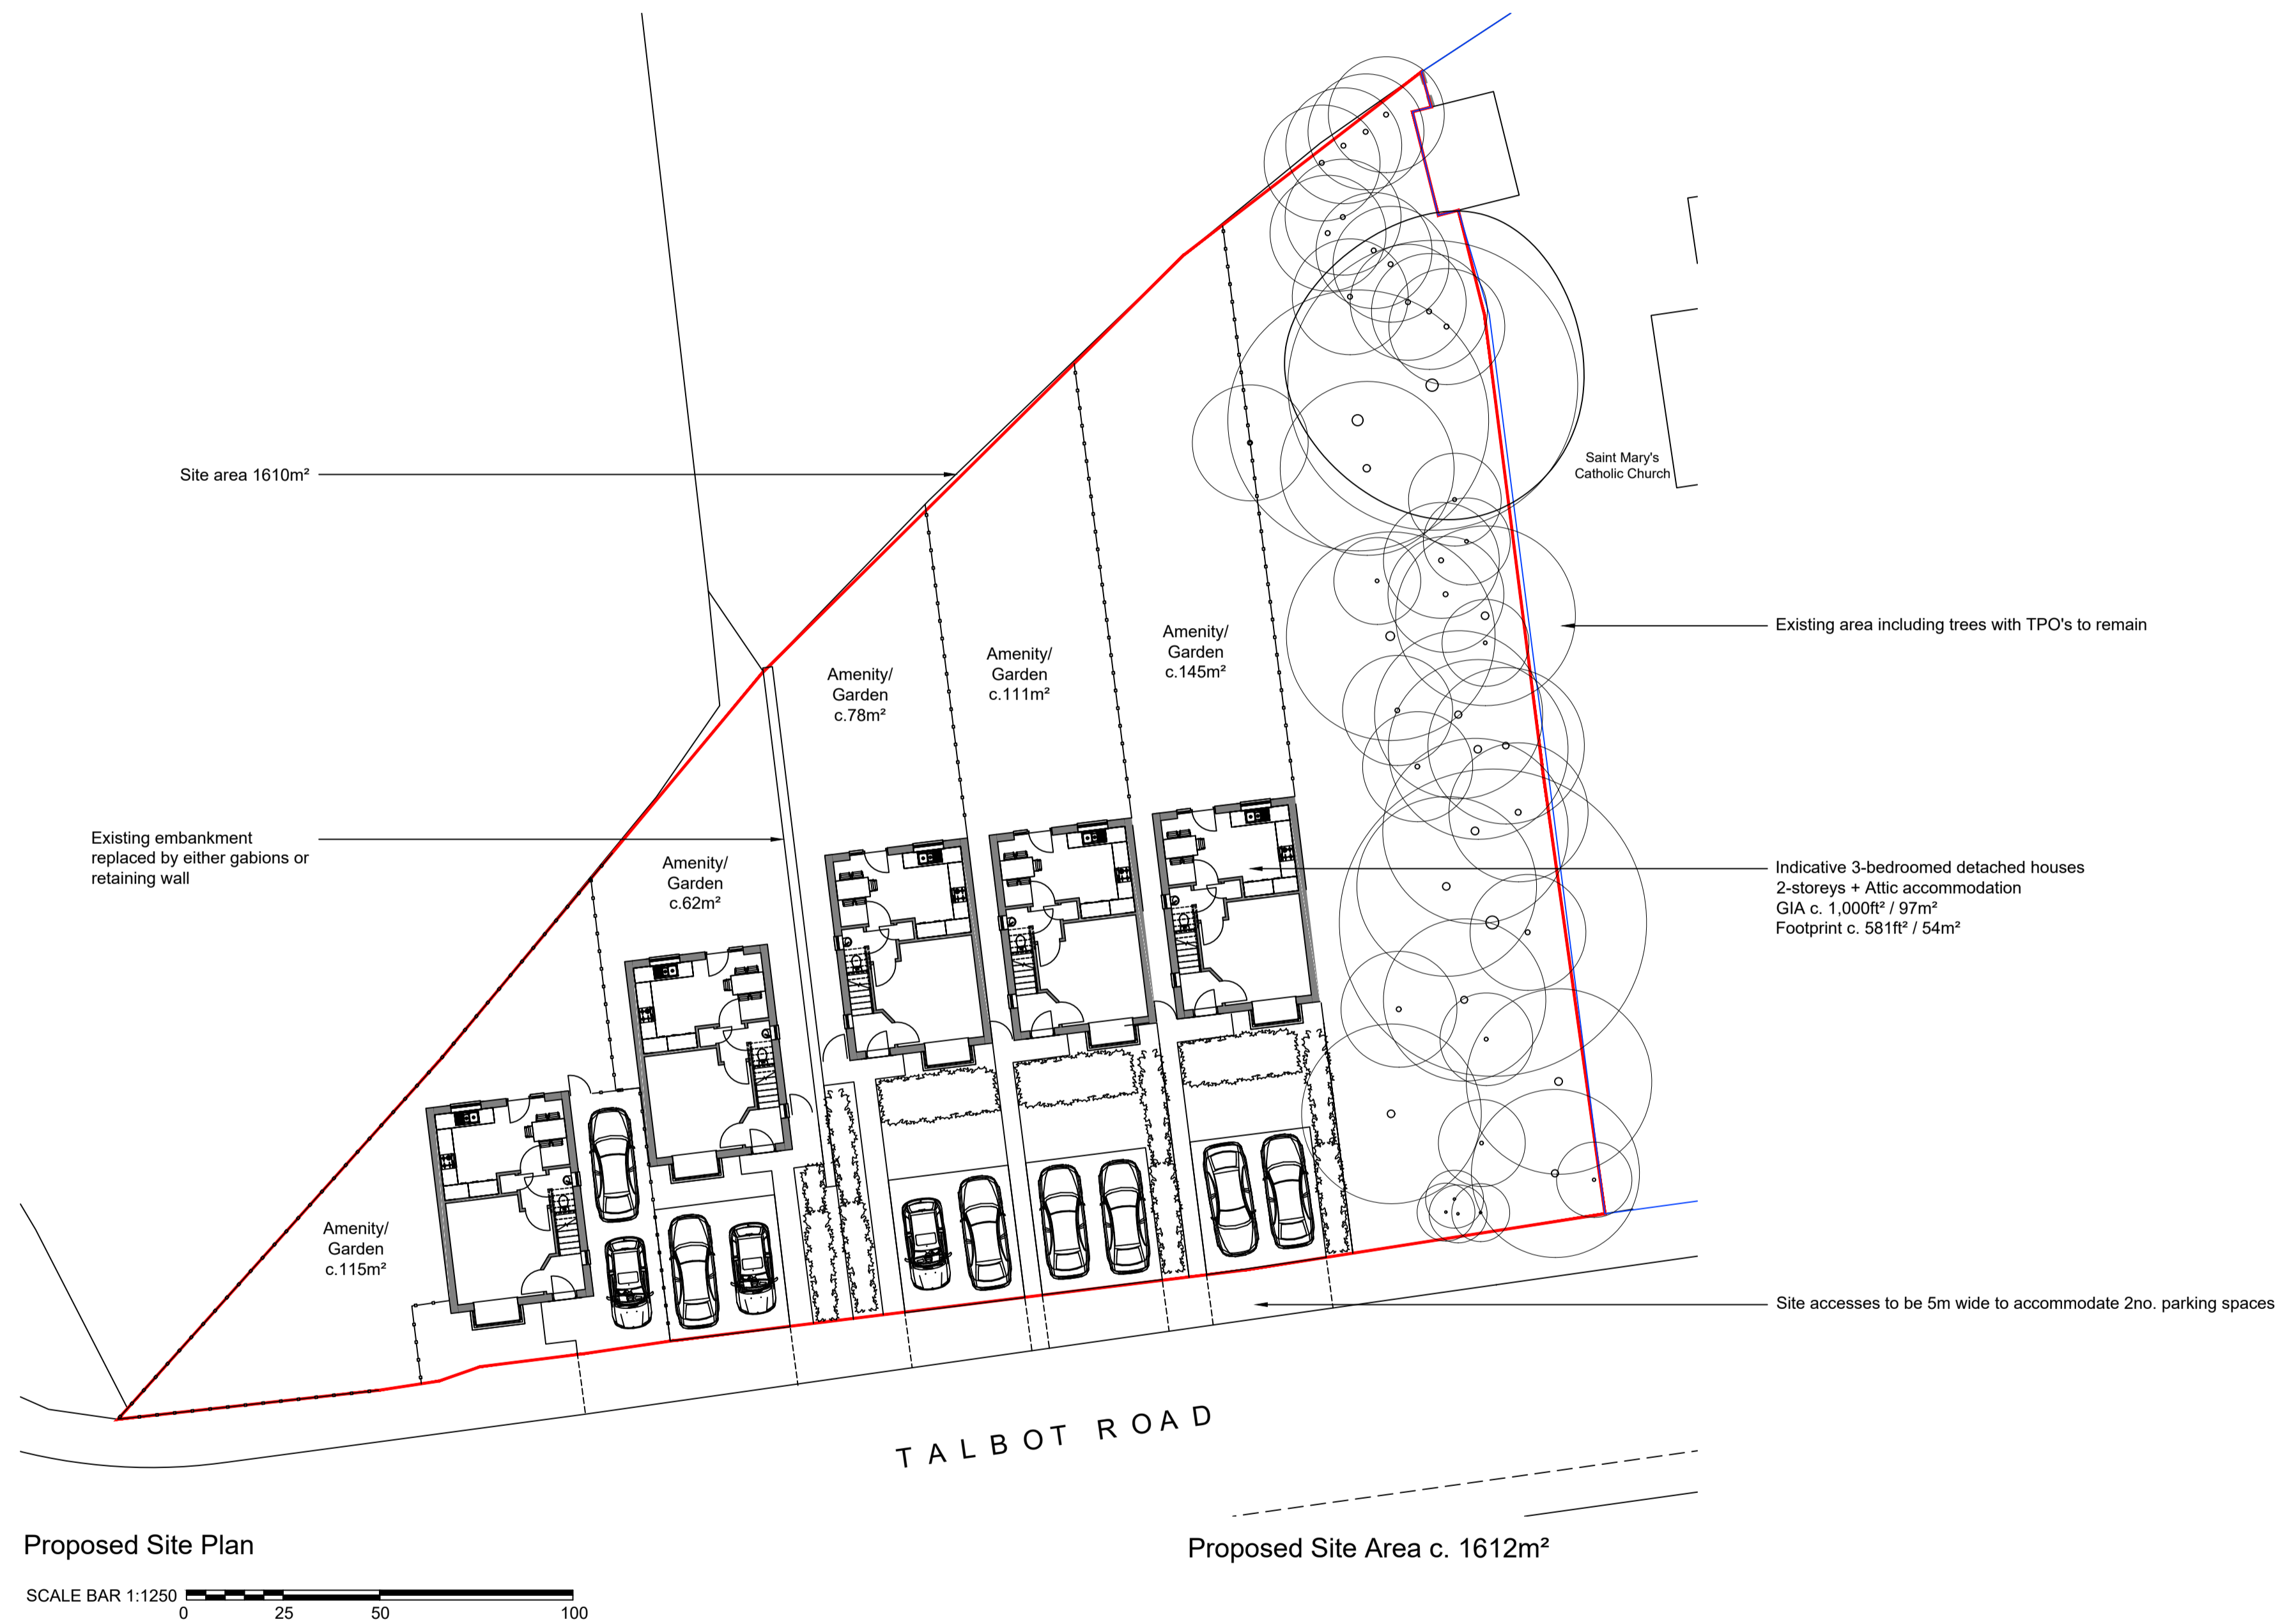 Site area 1610m²
Saint Mary's
Catholic Church
Existing area including trees with TPO's to remain
Amenity/
Garden
c.145m²
Amenity/
Garden
c.111m²
Amenity/
Garden
c.78m²
Existing embankment
replaced by either gabions or
retaining wall
Amenity/
Garden
c.62m²
Indicative 3-bedroomed detached houses
2-storeys + Attic accommodation
GIA c. 1,000ft² / 97m²
Footprint c. 581ft² / 54m²
Amenity/
Garden
c.115m²
Site accesses to be 5m wide to accommodate 2no. parking spaces
TALBOT ROAD
Proposed Site Plan
Proposed Site Area c. 1612m²
SCALE BAR 1:1250
0 25 50 100